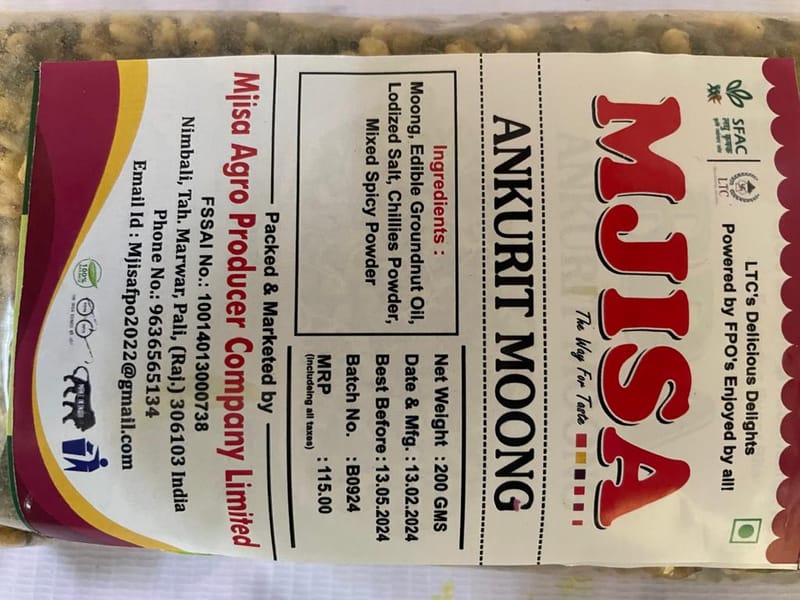 LTC's Delicious Delights
Powered by FPO's Enjoyed by all!
SFAC
LTC
MJISA
The Way For Taste
ANKURIT MOONG
Ingredients :
Moong, Edible Groundnut Oil,
Lodized Salt, Chillies Powder,
Mixed Spicy Powder
Net Weight : 200 GMS
Date & Mfg. : 13.02.2024
Best Before : 13.05.2024
Batch No. : B0924
MRP : 115.00
(Includeing all taxes)
Packed & Marketed by
Mjisa Agro Producer Company Limited
FSSAI No.: 10014013000738
Nimbali, Tah. Marwar, Pali, (Raj.) 306103 India
Phone No.: 9636565134
Email Id : Mjisafpo2022@gmail.com
100%